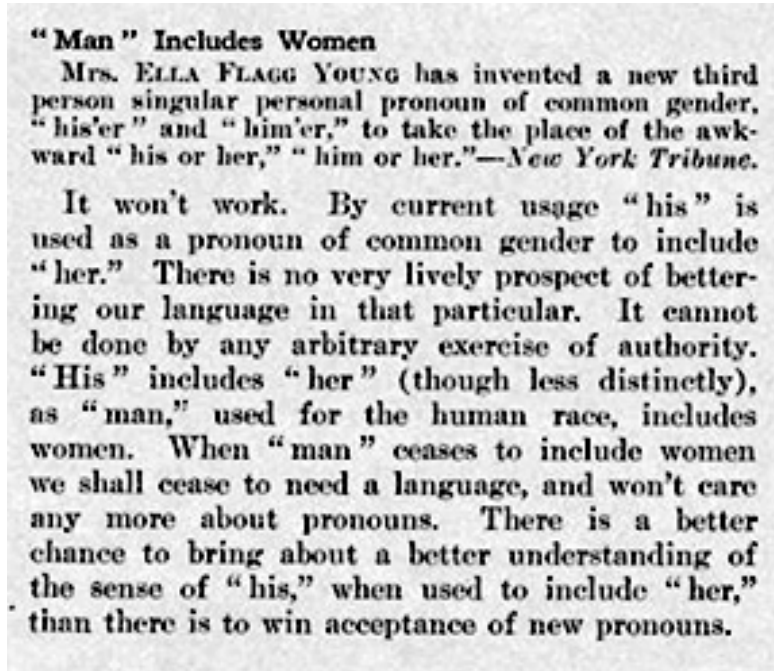 “Man” Includes Women
Mrs. Ella Flagg Young has invented a new third
person singular personal pronoun of common gender,
“his'er” and “him'er,” to take the place of the awk-
ward “his or her,” “him or her.”—New York Tribune.
It won't work. By current usage “his” is
used as a pronoun of common gender to include
“her.” There is no very lively prospect of better-
ing our language in that particular. It cannot
be done by any arbitrary exercise of authority.
“His” includes “her” (though less distinctly),
as “man,” used for the human race, includes
women. When “man” ceases to include women
we shall cease to need a language, and won't care
any more about pronouns. There is a better
chance to bring about a better understanding of
the sense of “his,” when used to include “her,”
than there is to win acceptance of new pronouns.